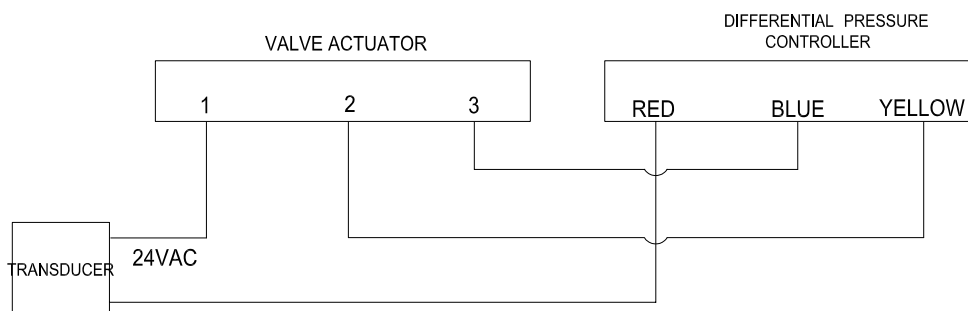 DIFFERENTIAL PRESSURE
CONTROLLER
VALVE ACTUATOR
1 2 3
RED BLUE YELLOW
24VAC
TRANSDUCER